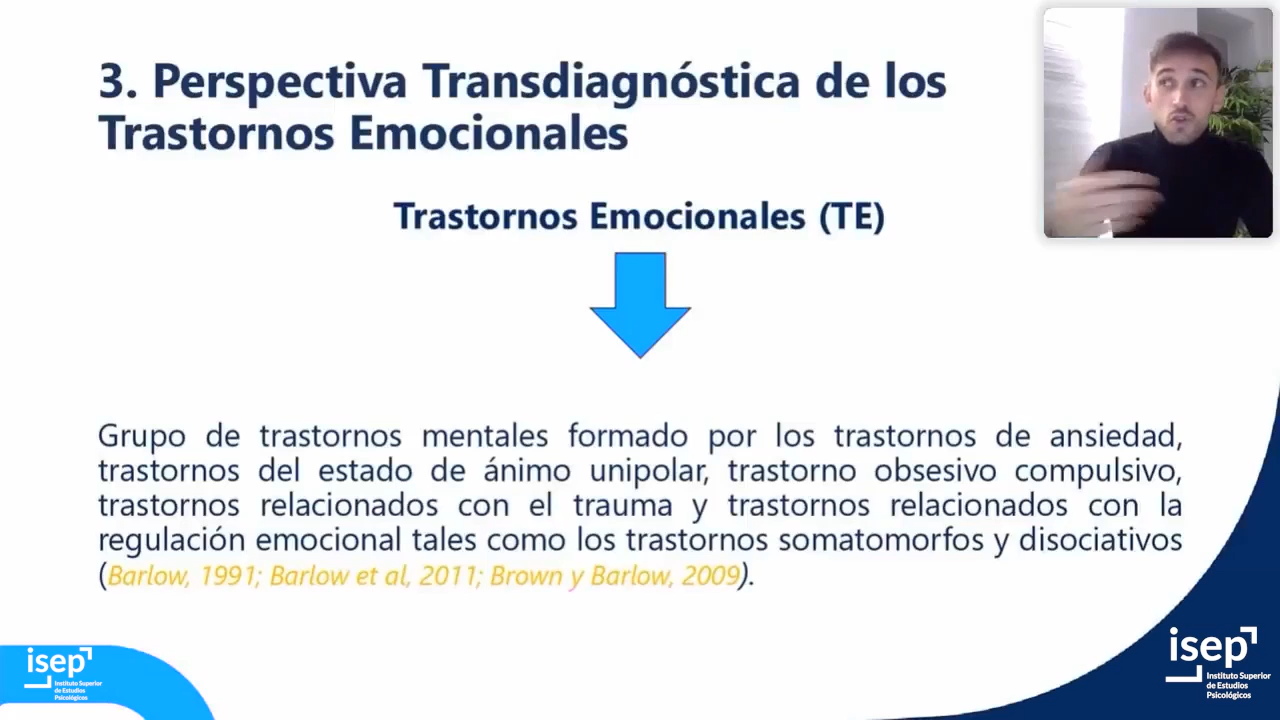 3. Perspectiva Transdiagnóstica de los
Trastornos Emocionales
Trastornos Emocionales (TE)
Grupo de trastornos mentales formado por los trastornos de ansiedad,
trastornos del estado de ánimo unipolar, trastorno obsesivo compulsivo,
trastornos relacionados con el trauma y trastornos relacionados con la
regulación emocional tales como los trastornos somatomorfos y disociativos
(Barlow, 1991; Barlow et al, 2011; Brown y Barlow, 2009).
isep
Instituto Superior
de Estudios
Psicológicos
isep
Instituto Superior
de Estudios
Psicológicos